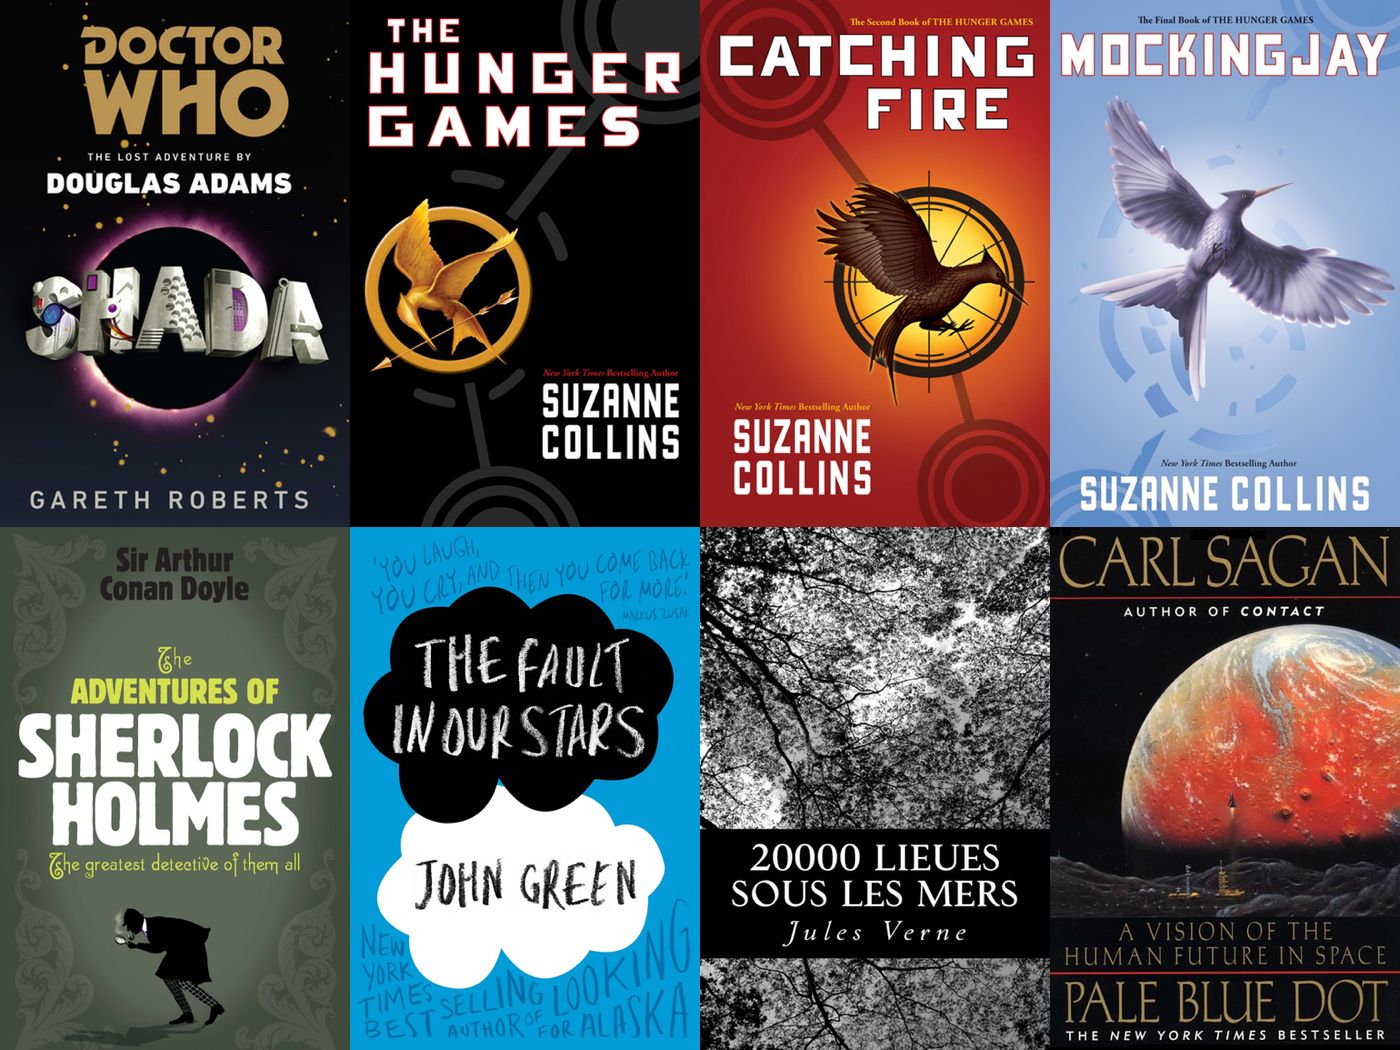 DOCTOR
WHO
THE LOST ADVENTURE BY
DOUGLAS ADAMS
SHADA
GARETH ROBERTS
THE
HUNGER
GAMES
New York Times Bestselling Author
SUZANNE
COLLINS
The Second Book of THE HUNGER GAMES
CATCHING
FIRE
New York Times Bestselling Author
SUZANNE
COLLINS
The Final Book of THE HUNGER GAMES
MOCKINGJAY
New York Times Bestselling Author
SUZANNE COLLINS
Sir Arthur
Conan Doyle
The
ADVENTURES OF
SHERLOCK
HOLMES
The greatest detective of them all
'YOU LAUGH,
YOU CRY, AND THEN YOU COME BACK
FOR MORE.'
MARKUS ZUSAK
THE FAULT
IN OUR STARS
JOHN GREEN
NEW
YORK
TIMES
BEST SELLING
AUTHOR OF
LOOKING
FOR ALASKA
20000 LIEUES
SOUS LES MERS
Jules Verne
CARL SAGAN
AUTHOR OF CONTACT
A VISION OF THE
HUMAN FUTURE IN SPACE
PALE BLUE DOT
THE NEW YORK TIMES BESTSELLER